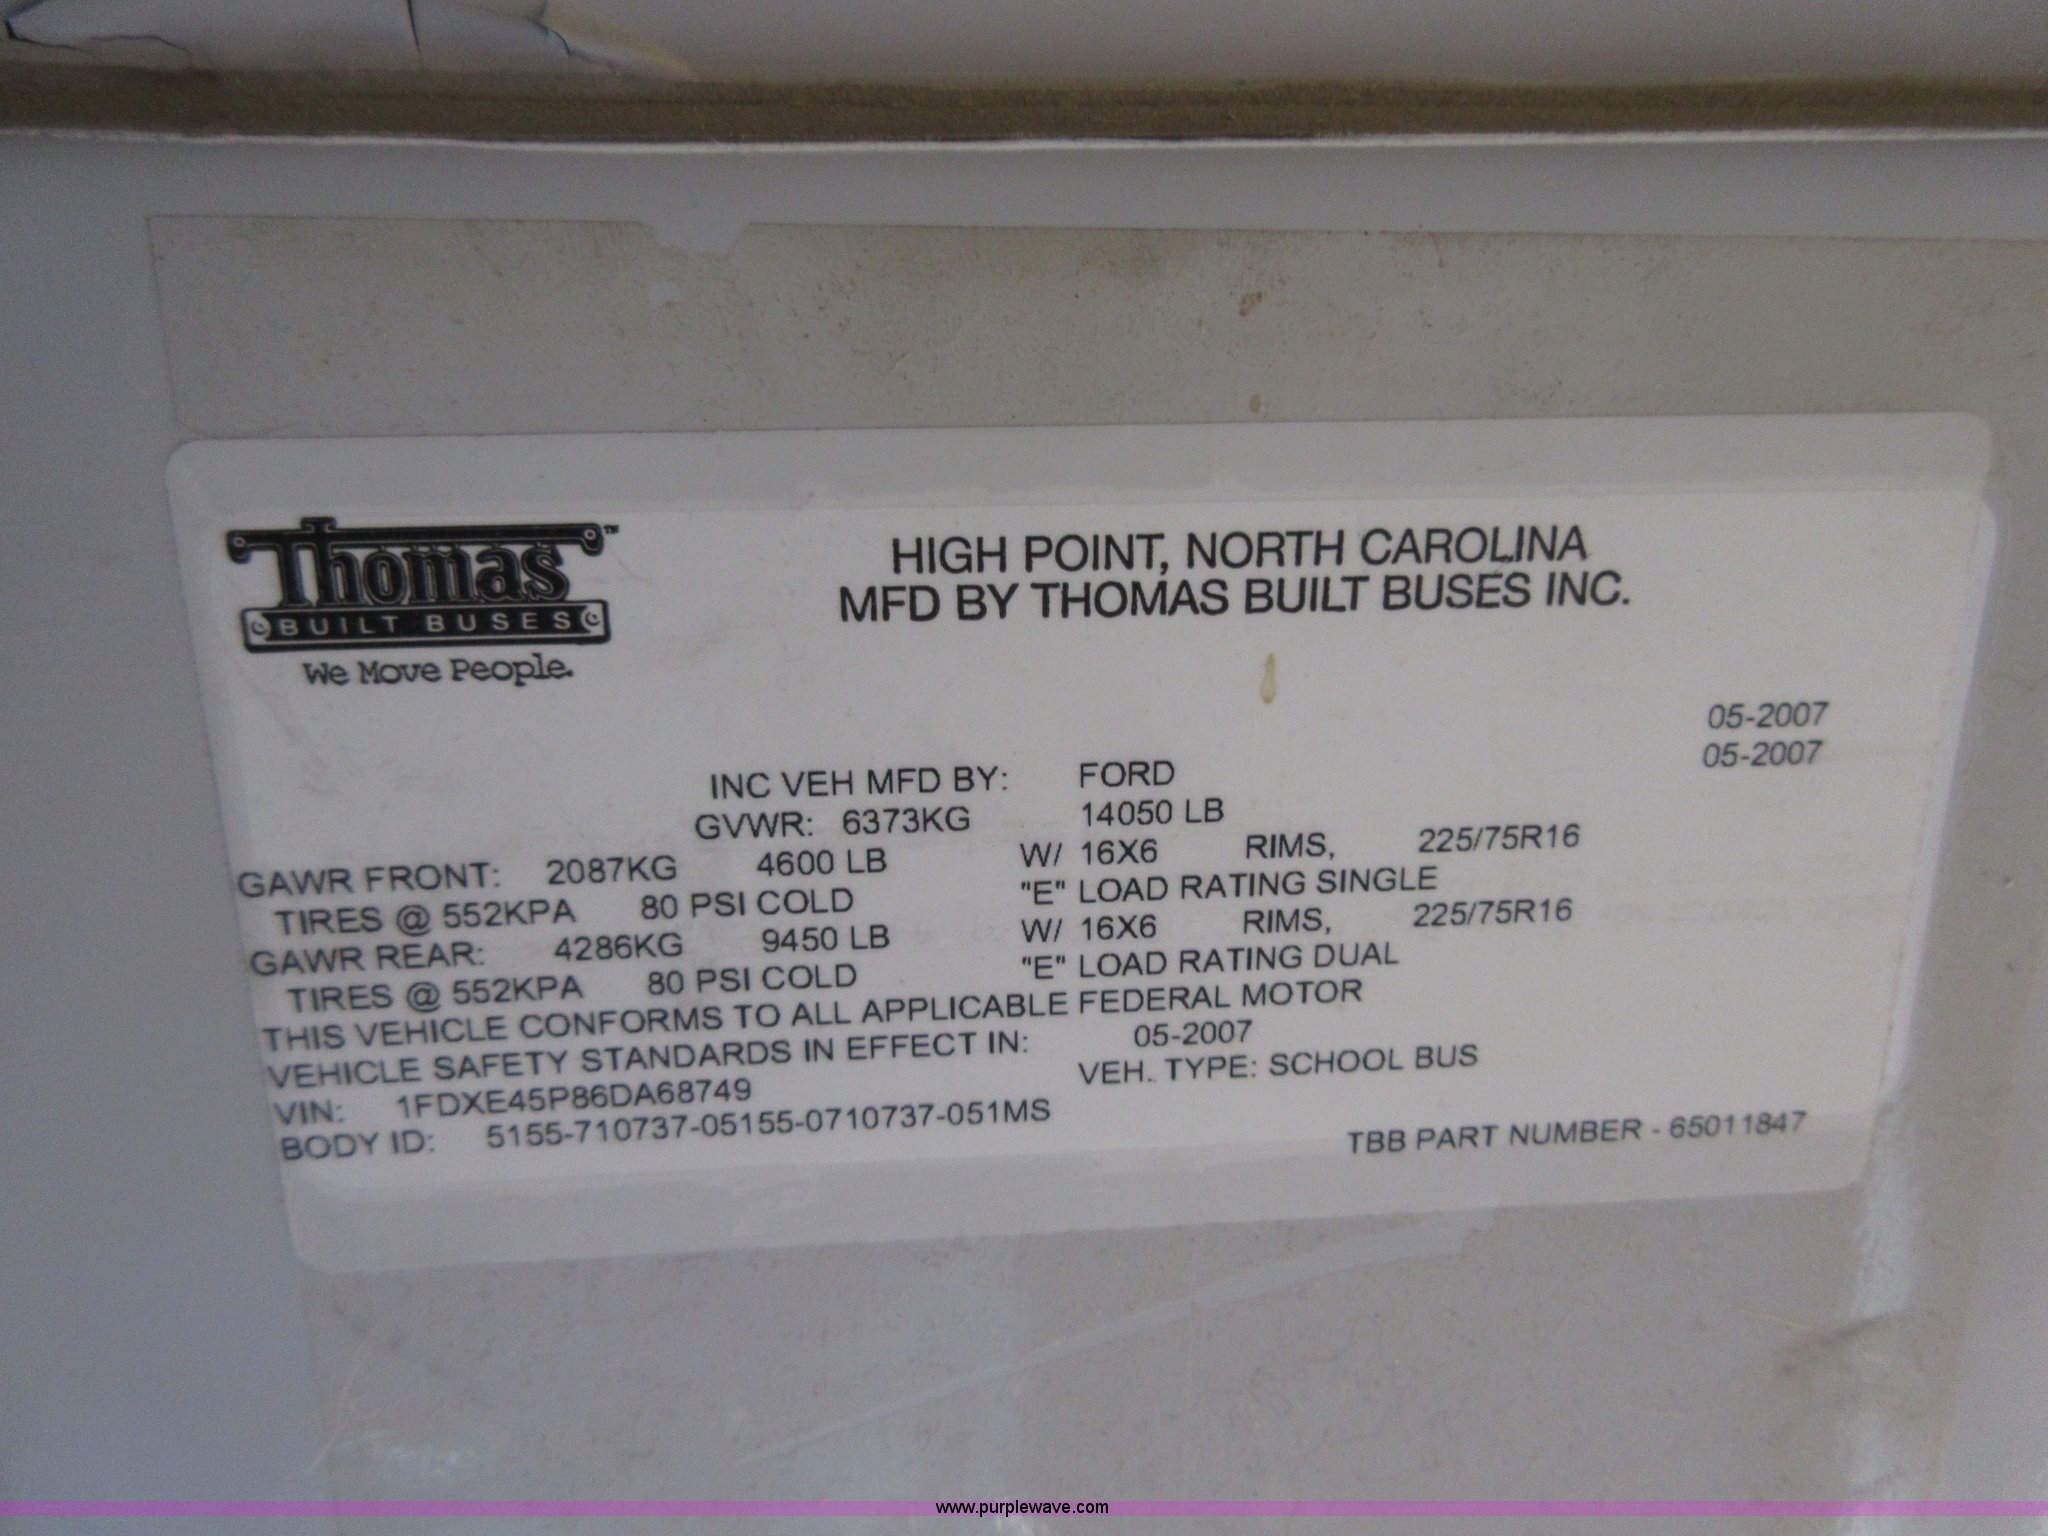 Thomas™
BUILT BUSES
We Move People.
HIGH POINT, NORTH CAROLINA
MFD BY THOMAS BUILT BUSES INC.
05-2007
05-2007
INC VEH MFD BY: FORD
GVWR: 6373KG 14050 LB
GAWR FRONT: 2087KG 4600 LB W/ 16X6 RIMS, 225/75R16
TIRES @ 552KPA 80 PSI COLD "E" LOAD RATING SINGLE
GAWR REAR: 4286KG 9450 LB W/ 16X6 RIMS, 225/75R16
TIRES @ 552KPA 80 PSI COLD "E" LOAD RATING DUAL
THIS VEHICLE CONFORMS TO ALL APPLICABLE FEDERAL MOTOR
VEHICLE SAFETY STANDARDS IN EFFECT IN: 05-2007
VIN: 1FDXE45P86DA68749 VEH. TYPE: SCHOOL BUS
BODY ID: 5155-710737-05155-0710737-051MS
TBB PART NUMBER - 65011847
www.purplewave.com